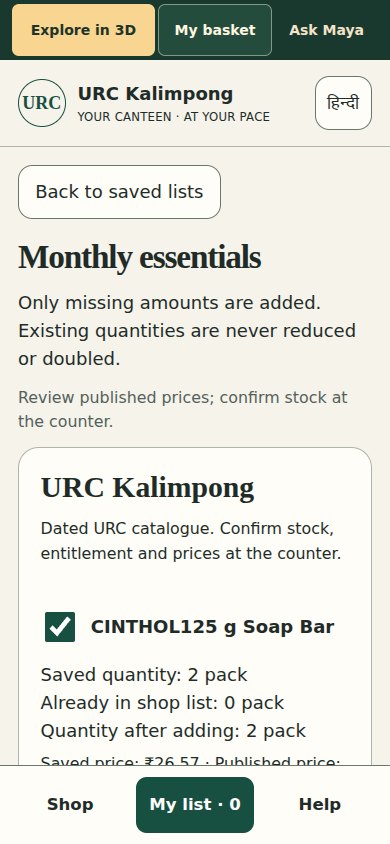 Explore in 3D
My basket
Ask Maya
URC
URC Kalimpong
YOUR CANTEEN · AT YOUR PACE
हिन्दी
Back to saved lists
Monthly essentials
Only missing amounts are added.
Existing quantities are never reduced
or doubled.
Review published prices; confirm stock at
the counter.
URC Kalimpong
Dated URC catalogue. Confirm stock,
entitlement and prices at the counter.
CINTHOL125 g Soap Bar
Saved quantity: 2 pack
Already in shop list: 0 pack
Quantity after adding: 2 pack
Saved price: ₹26.57 · Published price:
Shop
My list · 0
Help